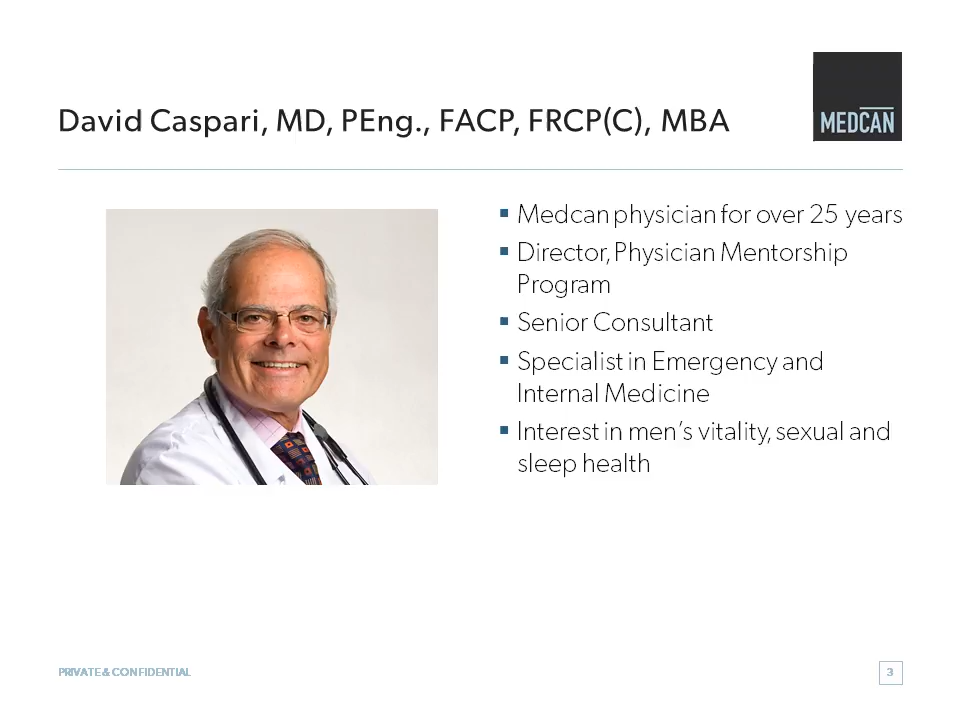 David Caspari, MD, PEng., FACP, FRCP(C), MBA
MEDCAN
▪ Medcan physician for over 25 years
▪ Director, Physician Mentorship
Program
▪ Senior Consultant
▪ Specialist in Emergency and
Internal Medicine
▪ Interest in men’s vitality, sexual and
sleep health
PRIVATE & CONFIDENTIAL
3